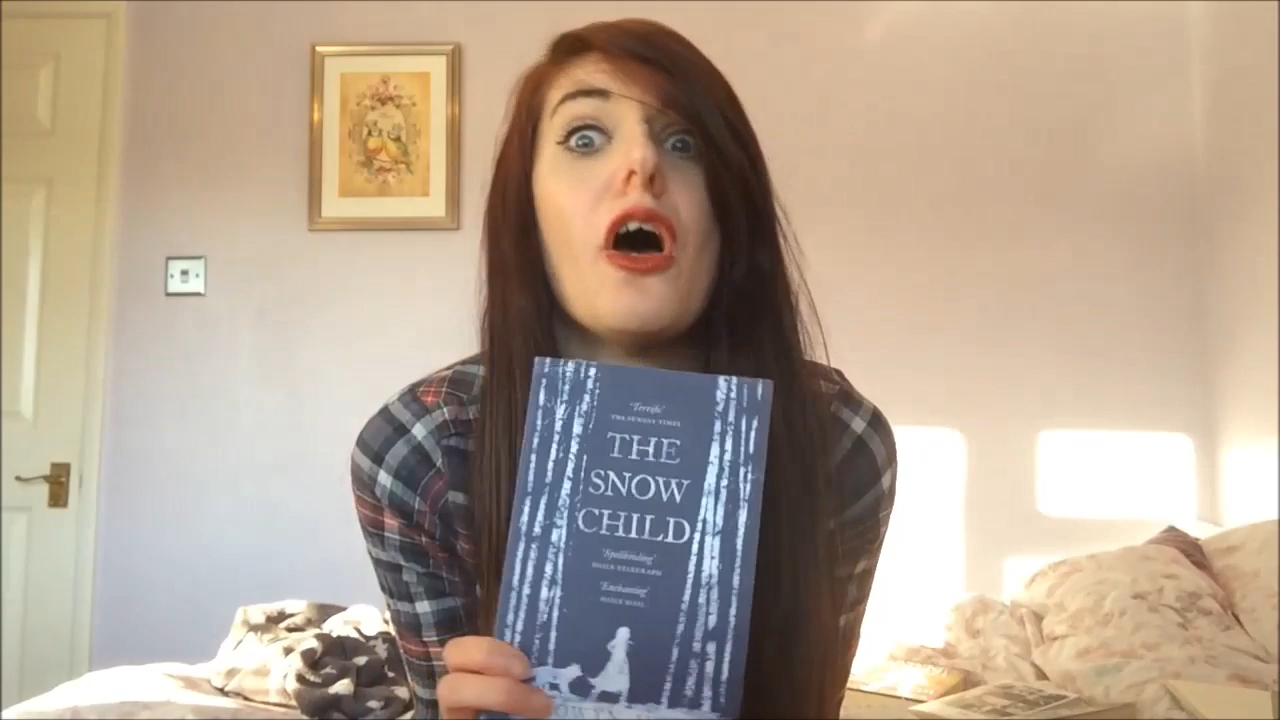 'Terrific'
THE SUNDAY TIMES
THE
SNOW
CHILD
'Spellbinding'
DAILY TELEGRAPH
'Enchanting'
DAILY MAIL